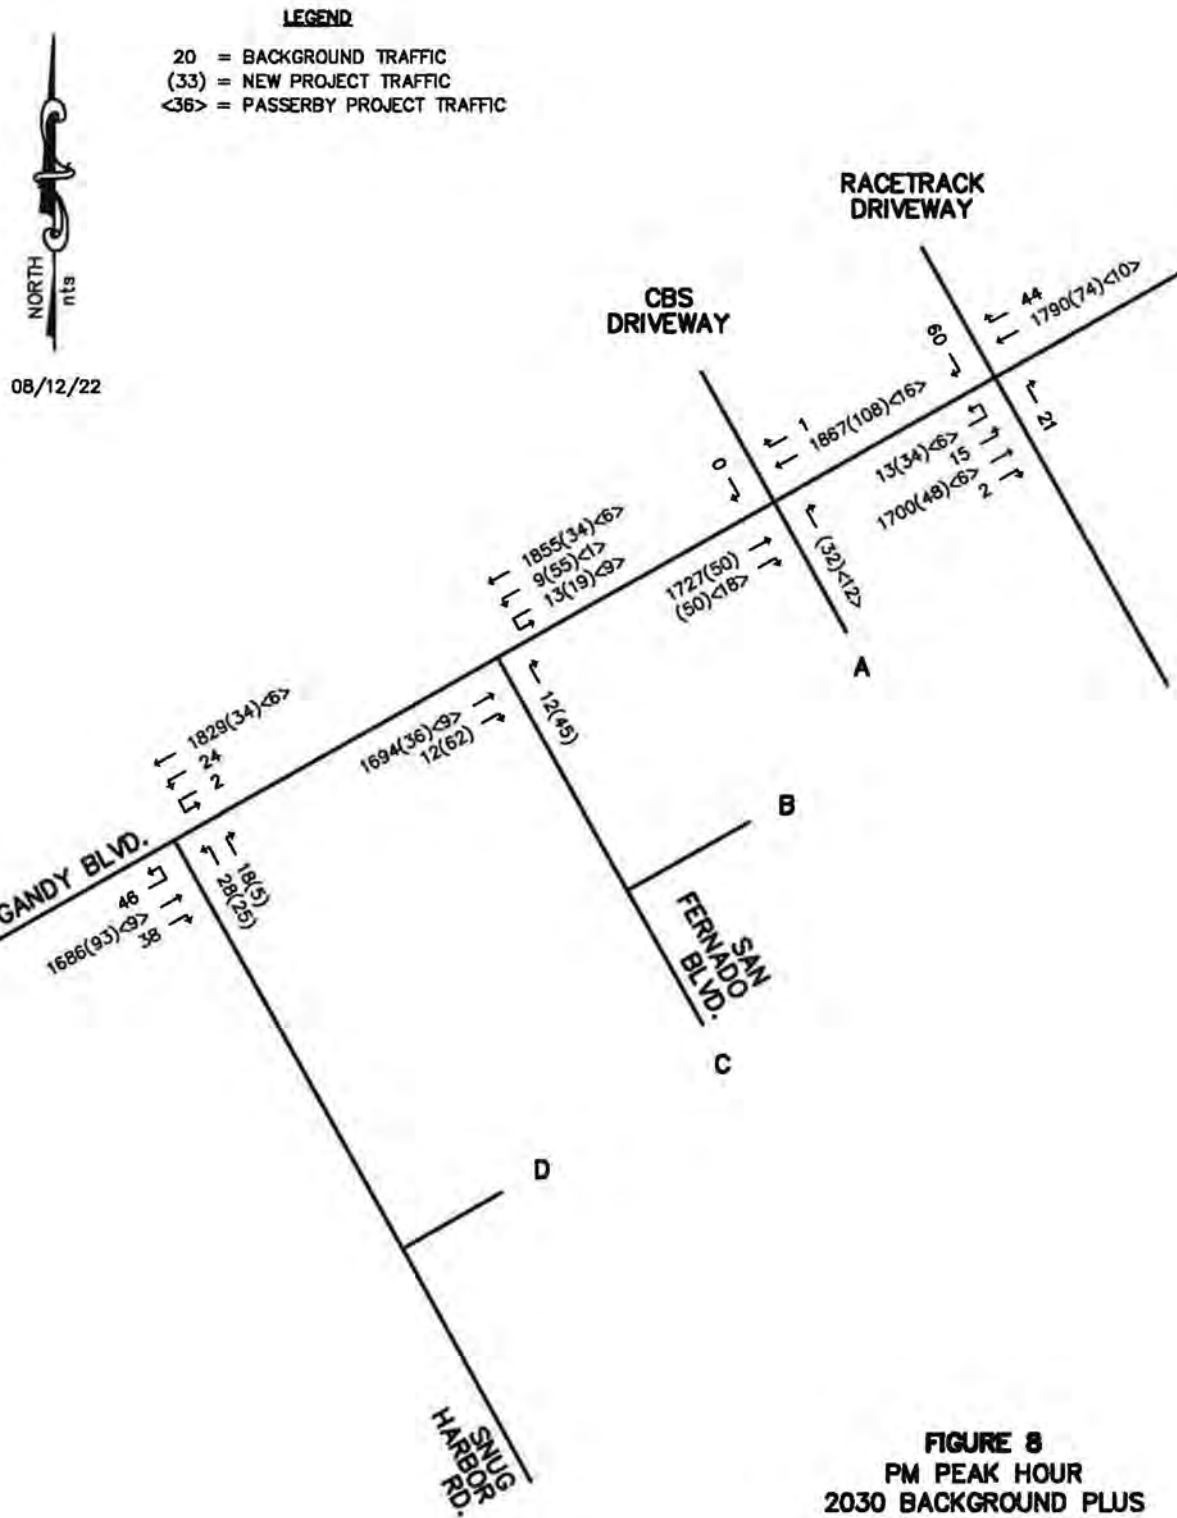 LEGEND
20 = BACKGROUND TRAFFIC
(33) = NEW PROJECT TRAFFIC
<36> = PASSERBY PROJECT TRAFFIC
NORTH
nts
08/12/22
RACETRACK
DRIVEWAY
44
1790(74)<10>
60
21
13(34)<6>
15
1700(48)<6>
2
CBS
DRIVEWAY
1
1867(108)<16>
0
(32)<12>
1727(50)
(50)<18>
A
1855(34)<6>
9(55)<1>
13(19)<9>
12(45)
1694(36)<9>
12(62)
B
SAN
FERNADO
BLVD.
C
1829(34)<6>
24
2
GANDY BLVD.
18(5)
28(25)
46
1686(93)<9>
38
D
SNUG
HARBOR
RD.
FIGURE 8
PM PEAK HOUR
2030 BACKGROUND PLUS